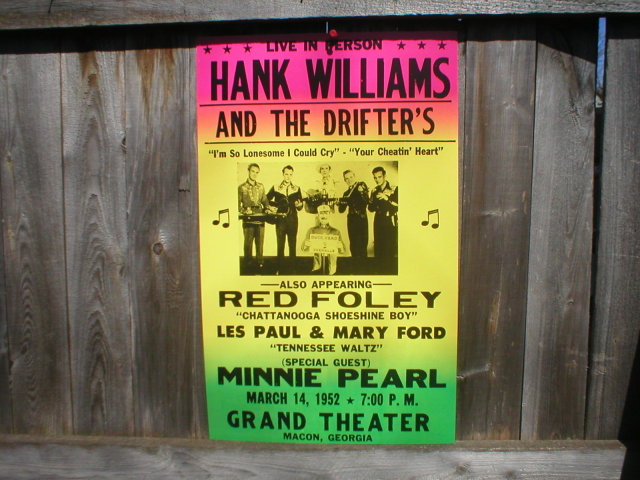 LIVE IN PERSON
HANK WILLIAMS
AND THE DRIFTER'S
"I'm So Lonesome I Could Cry" - "Your Cheatin' Heart"
ALSO APPEARING
RED FOLEY
"CHATTANOOGA SHOESHINE BOY"
LES PAUL & MARY FORD
"TENNESSEE WALTZ"
(SPECIAL GUEST)
MINNIE PEARL
MARCH 14, 1952 ★ 7:00 P. M.
GRAND THEATER
MACON, GEORGIA